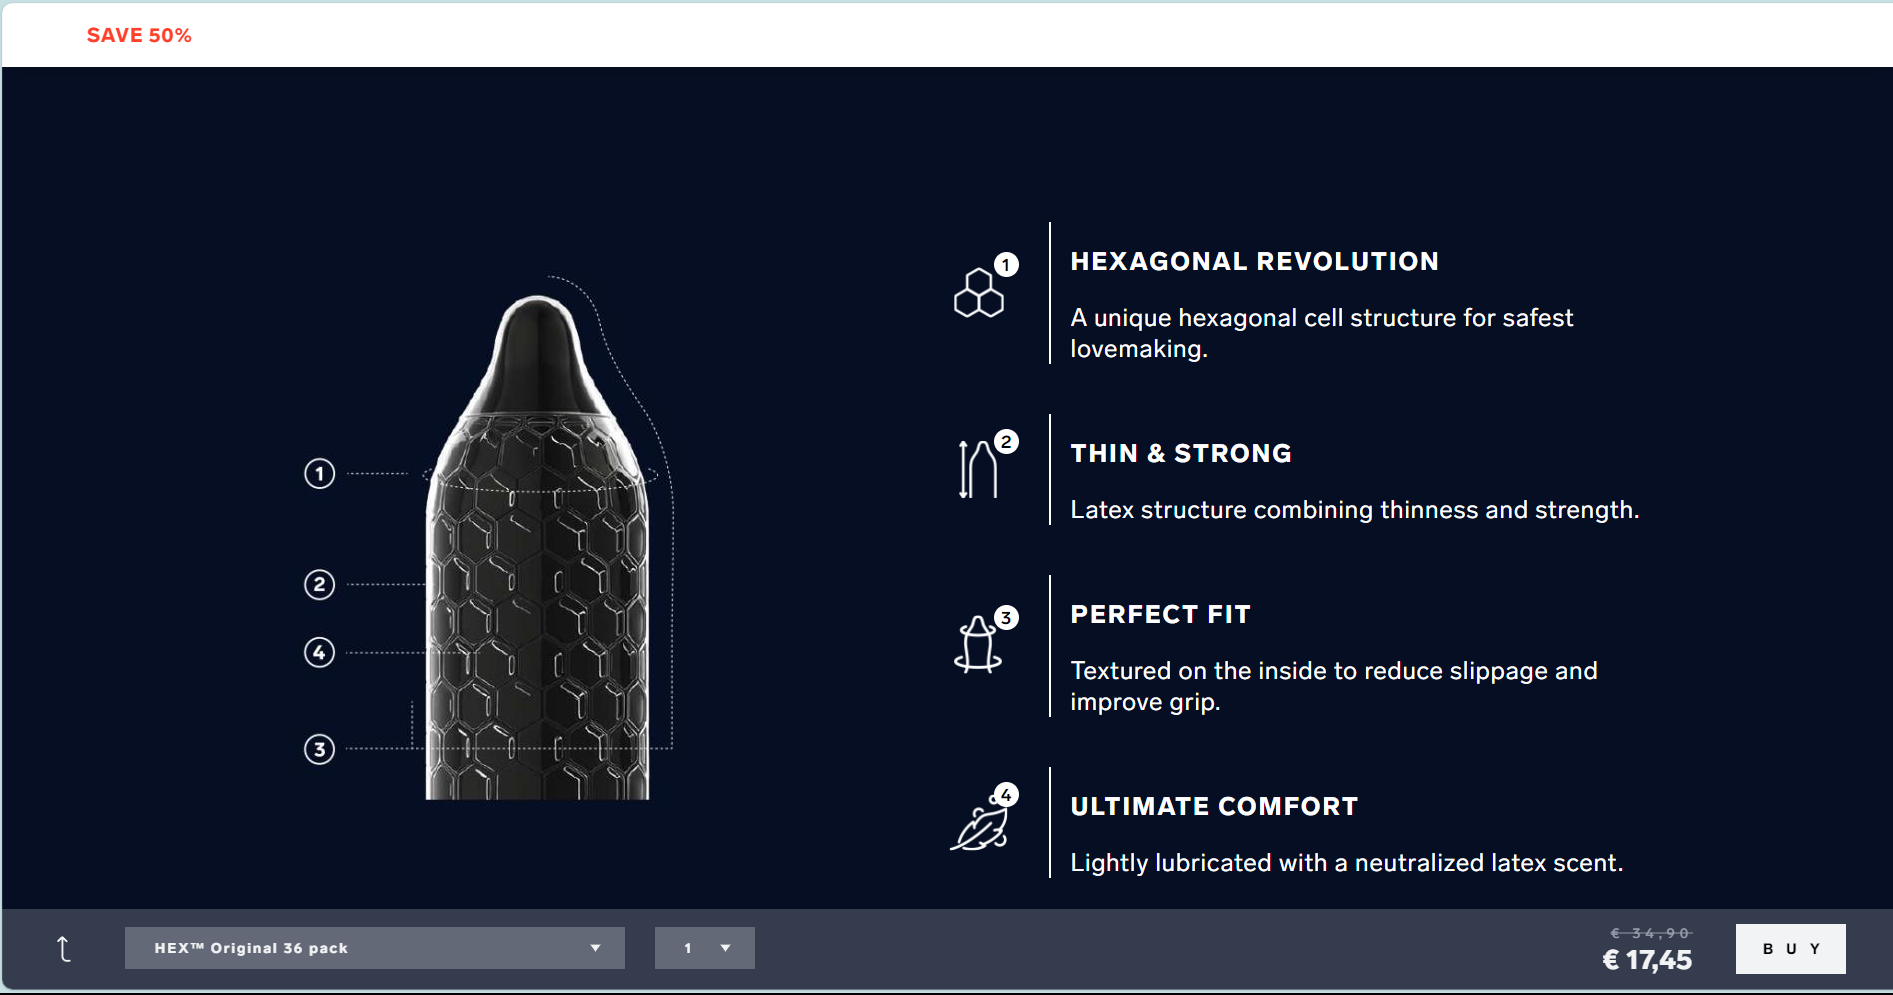 SAVE 50%
1
2
4
3
1
HEXAGONAL REVOLUTION
A unique hexagonal cell structure for safest
lovemaking.
2
THIN & STRONG
Latex structure combining thinness and strength.
3
PERFECT FIT
Textured on the inside to reduce slippage and
improve grip.
4
ULTIMATE COMFORT
Lightly lubricated with a neutralized latex scent.
HEX™ Original 36 pack
1
€ 34,90
€ 17,45
BUY